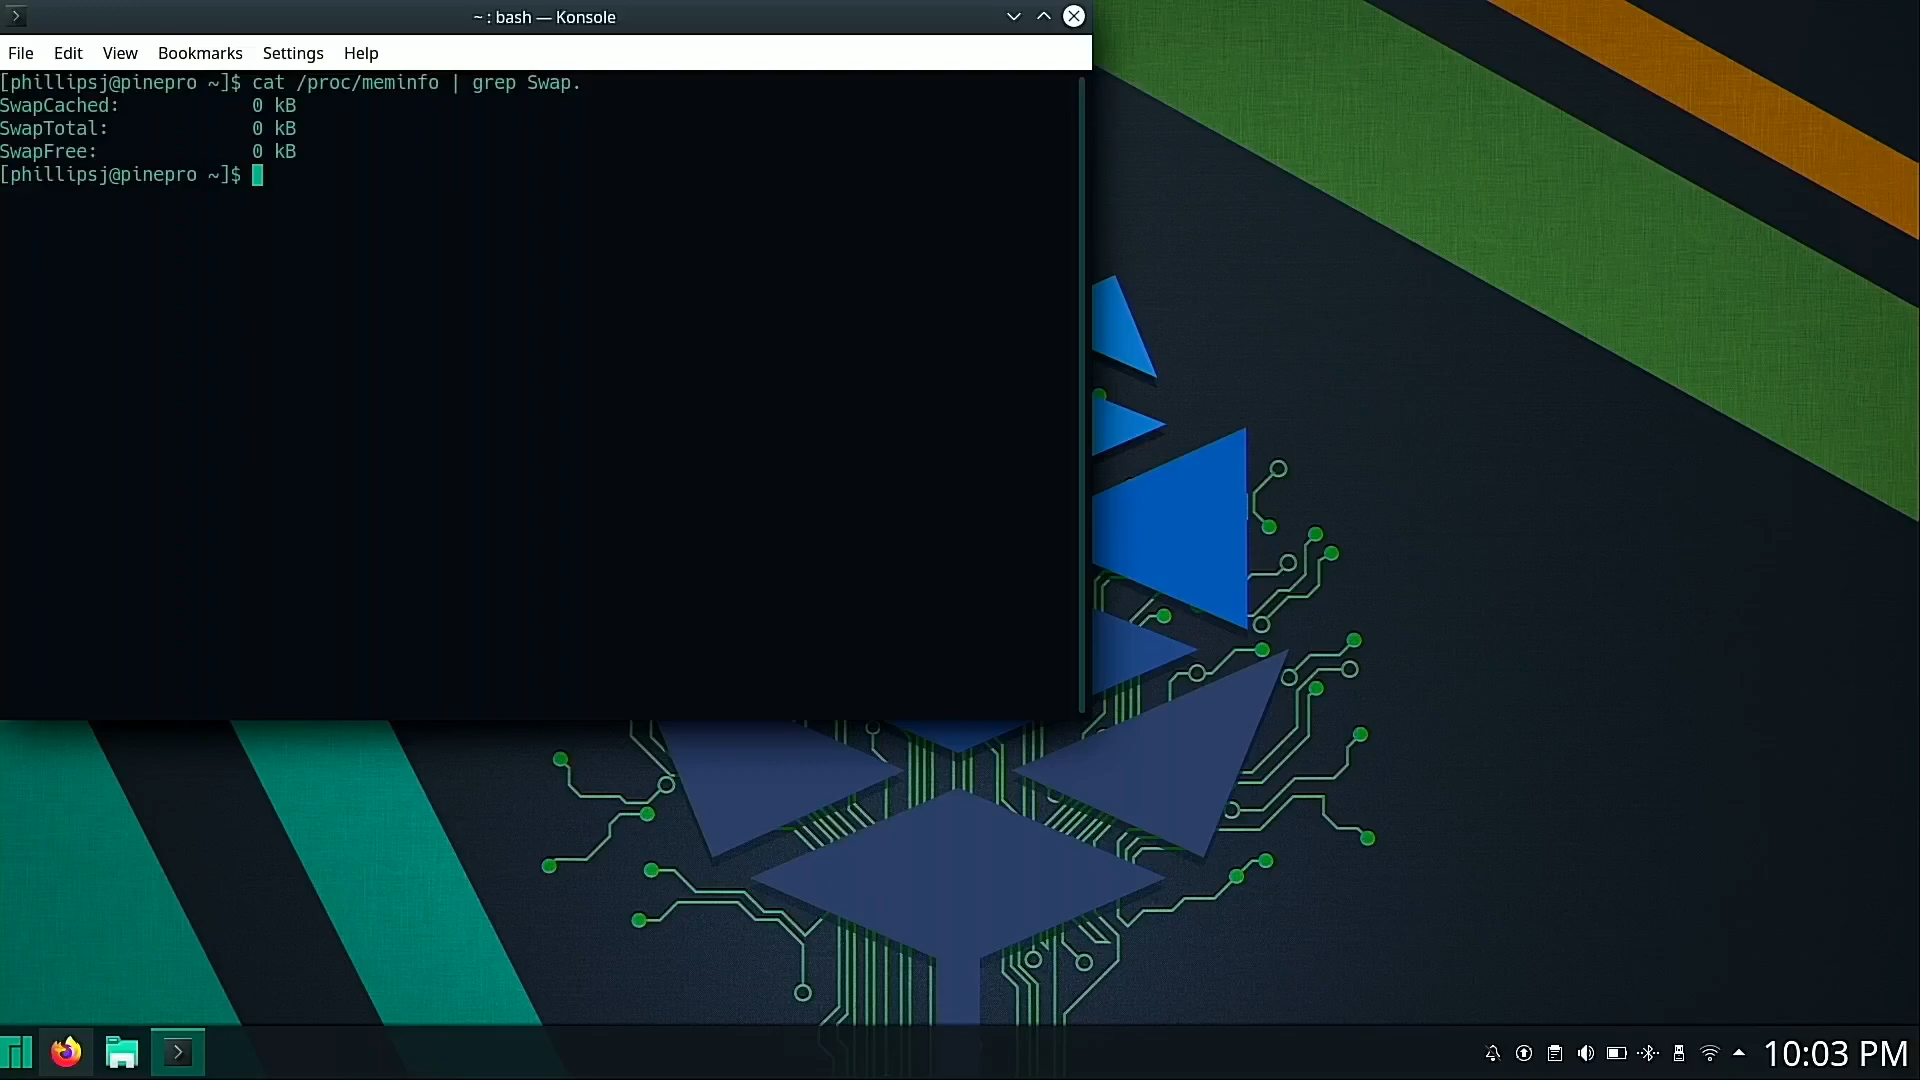 ~ : bash — Konsole
File Edit View Bookmarks Settings Help
[phillipsj@pinepro ~]$ cat /proc/meminfo | grep Swap.
SwapCached: 0 kB
SwapTotal: 0 kB
SwapFree: 0 kB
[phillipsj@pinepro ~]$
10:03 PM